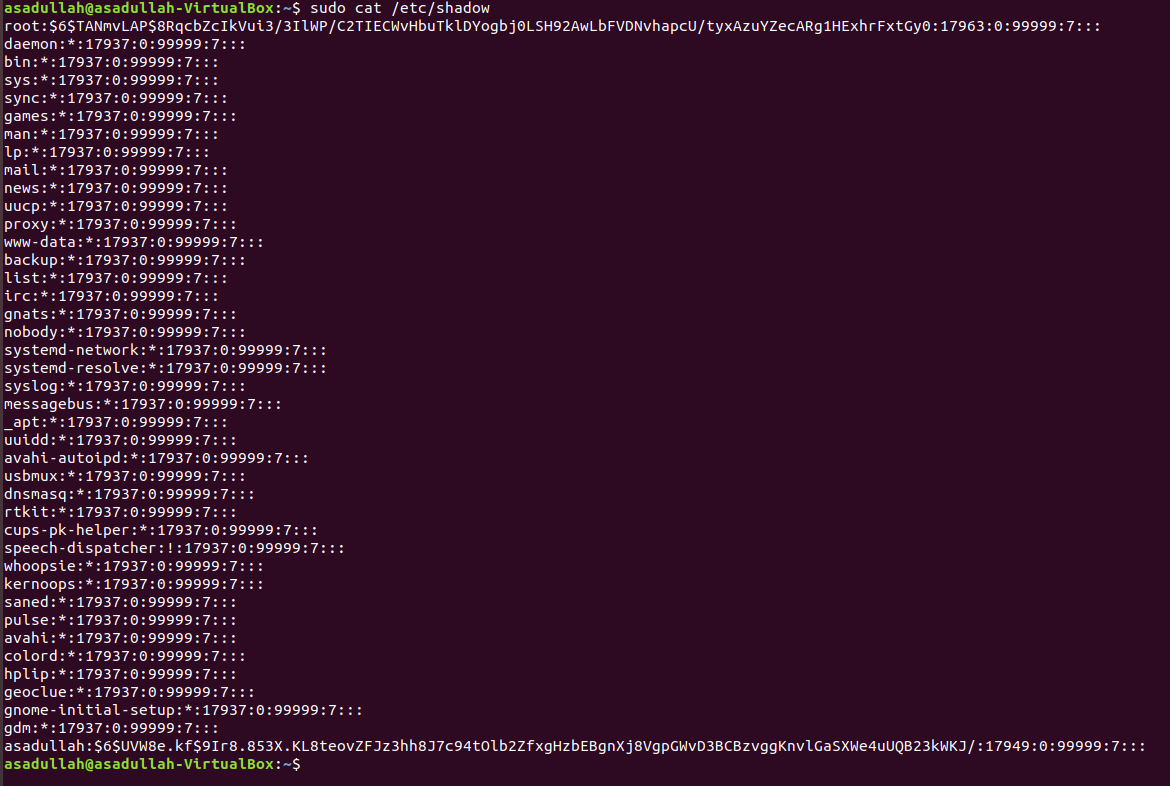 asadullah@asadullah-VirtualBox:~$ sudo cat /etc/shadow
root:$6$TANmvLAP$8RqcbZcIkVui3/3IlWP/C2TIECWvHbuTklDYogbj0LSH92AwLbFVDNvhapcU/tyxAzuYZecARg1HExhrFxtGy0:17963:0:99999:7:::
daemon:*:17937:0:99999:7:::
bin:*:17937:0:99999:7:::
sys:*:17937:0:99999:7:::
sync:*:17937:0:99999:7:::
games:*:17937:0:99999:7:::
man:*:17937:0:99999:7:::
lp:*:17937:0:99999:7:::
mail:*:17937:0:99999:7:::
news:*:17937:0:99999:7:::
uucp:*:17937:0:99999:7:::
proxy:*:17937:0:99999:7:::
www-data:*:17937:0:99999:7:::
backup:*:17937:0:99999:7:::
list:*:17937:0:99999:7:::
irc:*:17937:0:99999:7:::
gnats:*:17937:0:99999:7:::
nobody:*:17937:0:99999:7:::
systemd-network:*:17937:0:99999:7:::
systemd-resolve:*:17937:0:99999:7:::
syslog:*:17937:0:99999:7:::
messagebus:*:17937:0:99999:7:::
_apt:*:17937:0:99999:7:::
uuidd:*:17937:0:99999:7:::
avahi-autoipd:*:17937:0:99999:7:::
usbmux:*:17937:0:99999:7:::
dnsmasq:*:17937:0:99999:7:::
rtkit:*:17937:0:99999:7:::
cups-pk-helper:*:17937:0:99999:7:::
speech-dispatcher:!:17937:0:99999:7:::
whoopsie:*:17937:0:99999:7:::
kernoops:*:17937:0:99999:7:::
saned:*:17937:0:99999:7:::
pulse:*:17937:0:99999:7:::
avahi:*:17937:0:99999:7:::
colord:*:17937:0:99999:7:::
hplip:*:17937:0:99999:7:::
geoclue:*:17937:0:99999:7:::
gnome-initial-setup:*:17937:0:99999:7:::
gdm:*:17937:0:99999:7:::
asadullah:$6$UVW8e.kf$9Ir8.853X.KL8teovZFJz3hh8J7c94tOlb2ZfxgHzbEBgnXj8VgpGWvD3BCBzvggKnvlGaSXWe4uUQB23kWKJ/:17949:0:99999:7:::
asadullah@asadullah-VirtualBox:~$